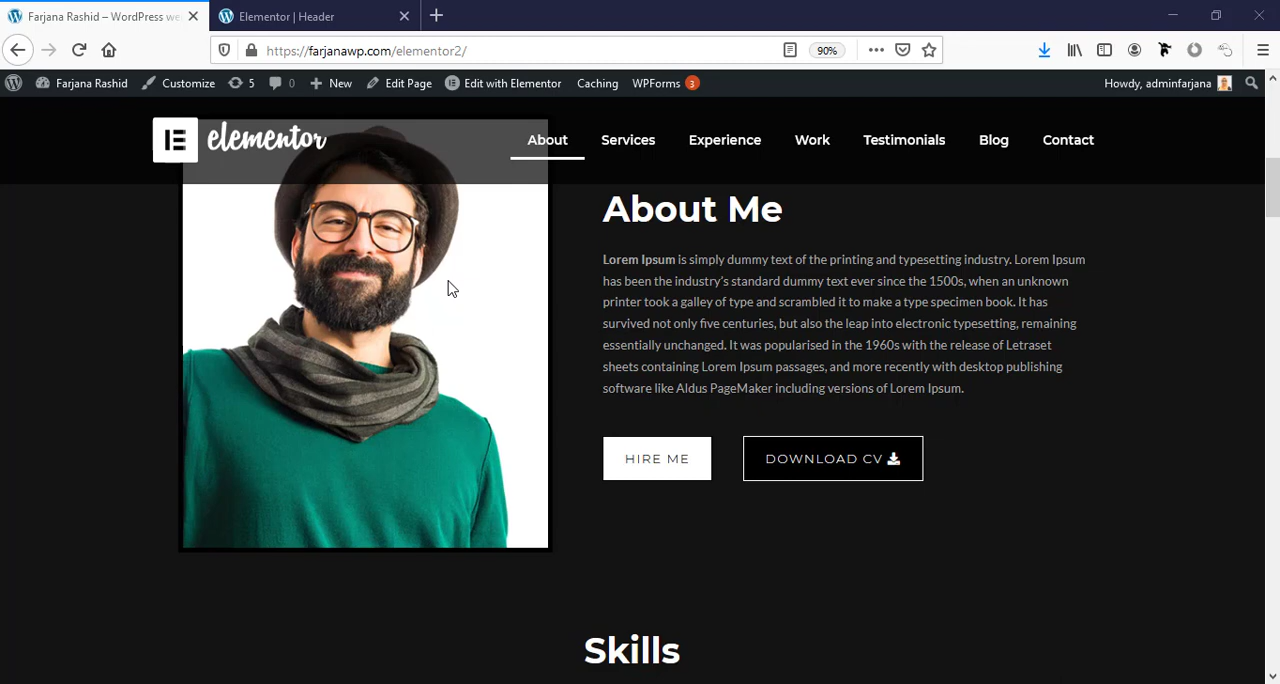 Farjana Rashid – WordPress we
Elementor | Header
https://farjanawp.com/elementor2/
90%
Farjana Rashid
Customize
5
0
New
Edit Page
Edit with Elementor
Caching
WPForms 3
Howdy, adminfarjana
elementor
About
Services
Experience
Work
Testimonials
Blog
Contact
About Me
Lorem Ipsum is simply dummy text of the printing and typesetting industry. Lorem Ipsum
has been the industry's standard dummy text ever since the 1500s, when an unknown
printer took a galley of type and scrambled it to make a type specimen book. It has
survived not only five centuries, but also the leap into electronic typesetting, remaining
essentially unchanged. It was popularised in the 1960s with the release of Letraset
sheets containing Lorem Ipsum passages, and more recently with desktop publishing
software like Aldus PageMaker including versions of Lorem Ipsum.
HIRE ME
DOWNLOAD CV
Skills